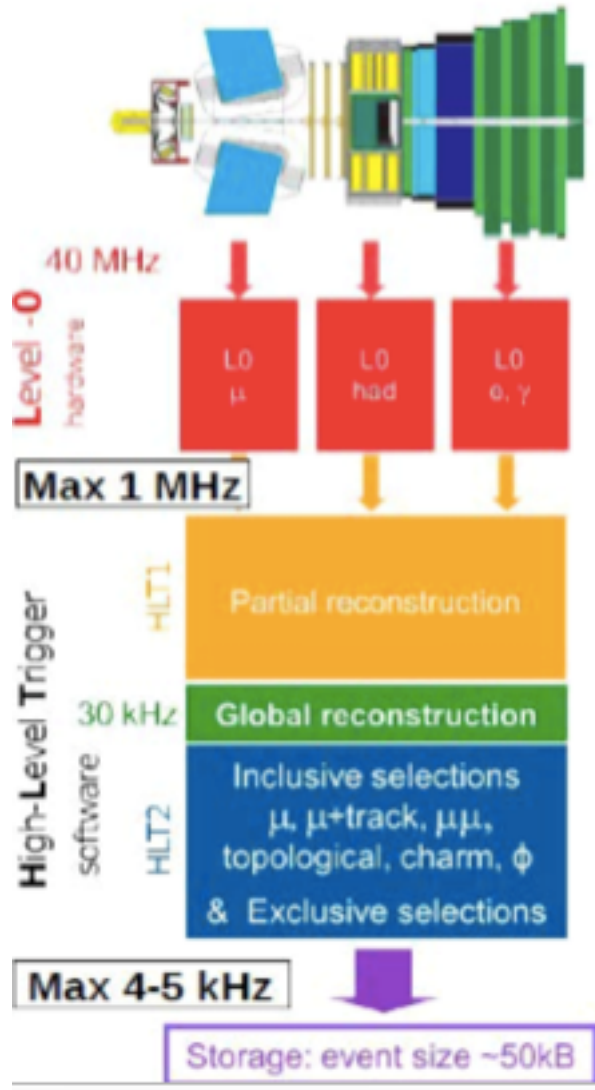 40 MHz
Level -0
hardware
L0
μ
L0
had
L0
e, γ
Max 1 MHz
HLT1
Partial reconstruction
High-Level Trigger
software
30 kHz
Global reconstruction
HLT2
Inclusive selections
μ, μ+track, μμ,
topological, charm, ϕ
& Exclusive selections
Max 4-5 kHz
Storage: event size ~50kB